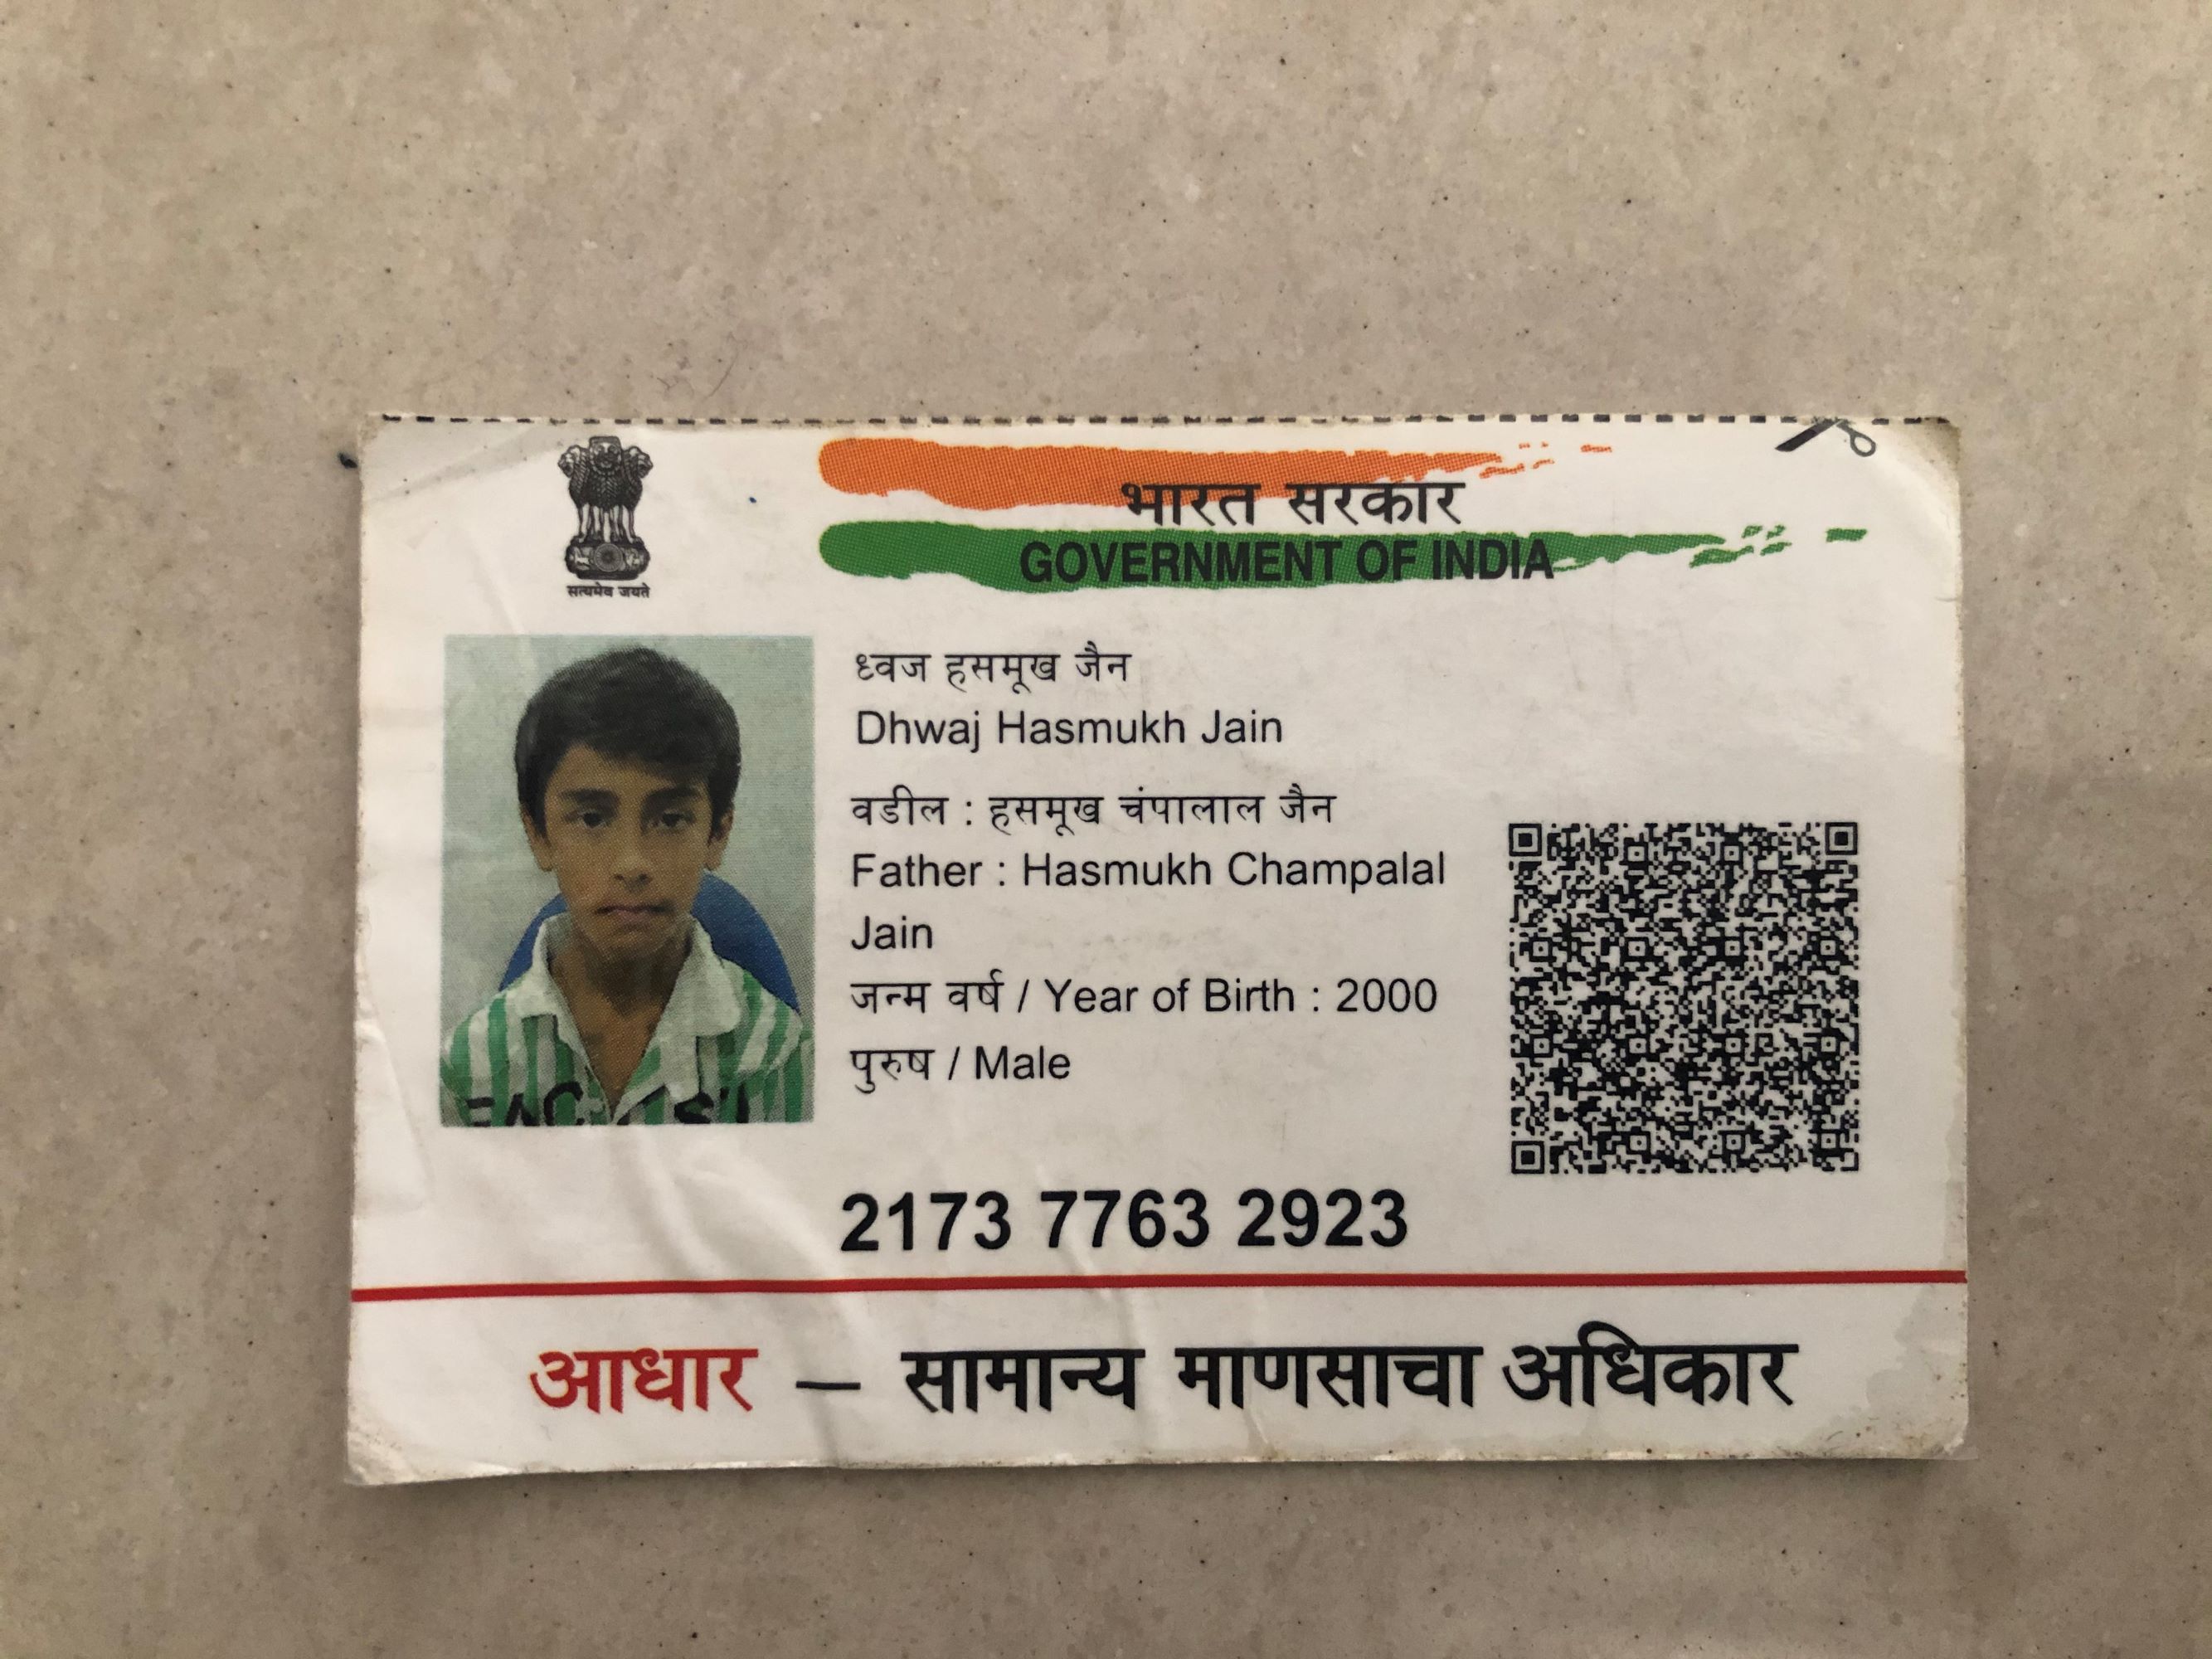 भारत सरकार
GOVERNMENT OF INDIA
सत्यमेव जयते
ध्वज हसमुख जैन
Dhwaj Hasmukh Jain
वडील : हसमुख चंपालाल जैन
Father : Hasmukh Champalal
Jain
जन्म वर्ष / Year of Birth : 2000
पुरुष / Male
2173 7763 2923
आधार — सामान्य माणसाचा अधिकार